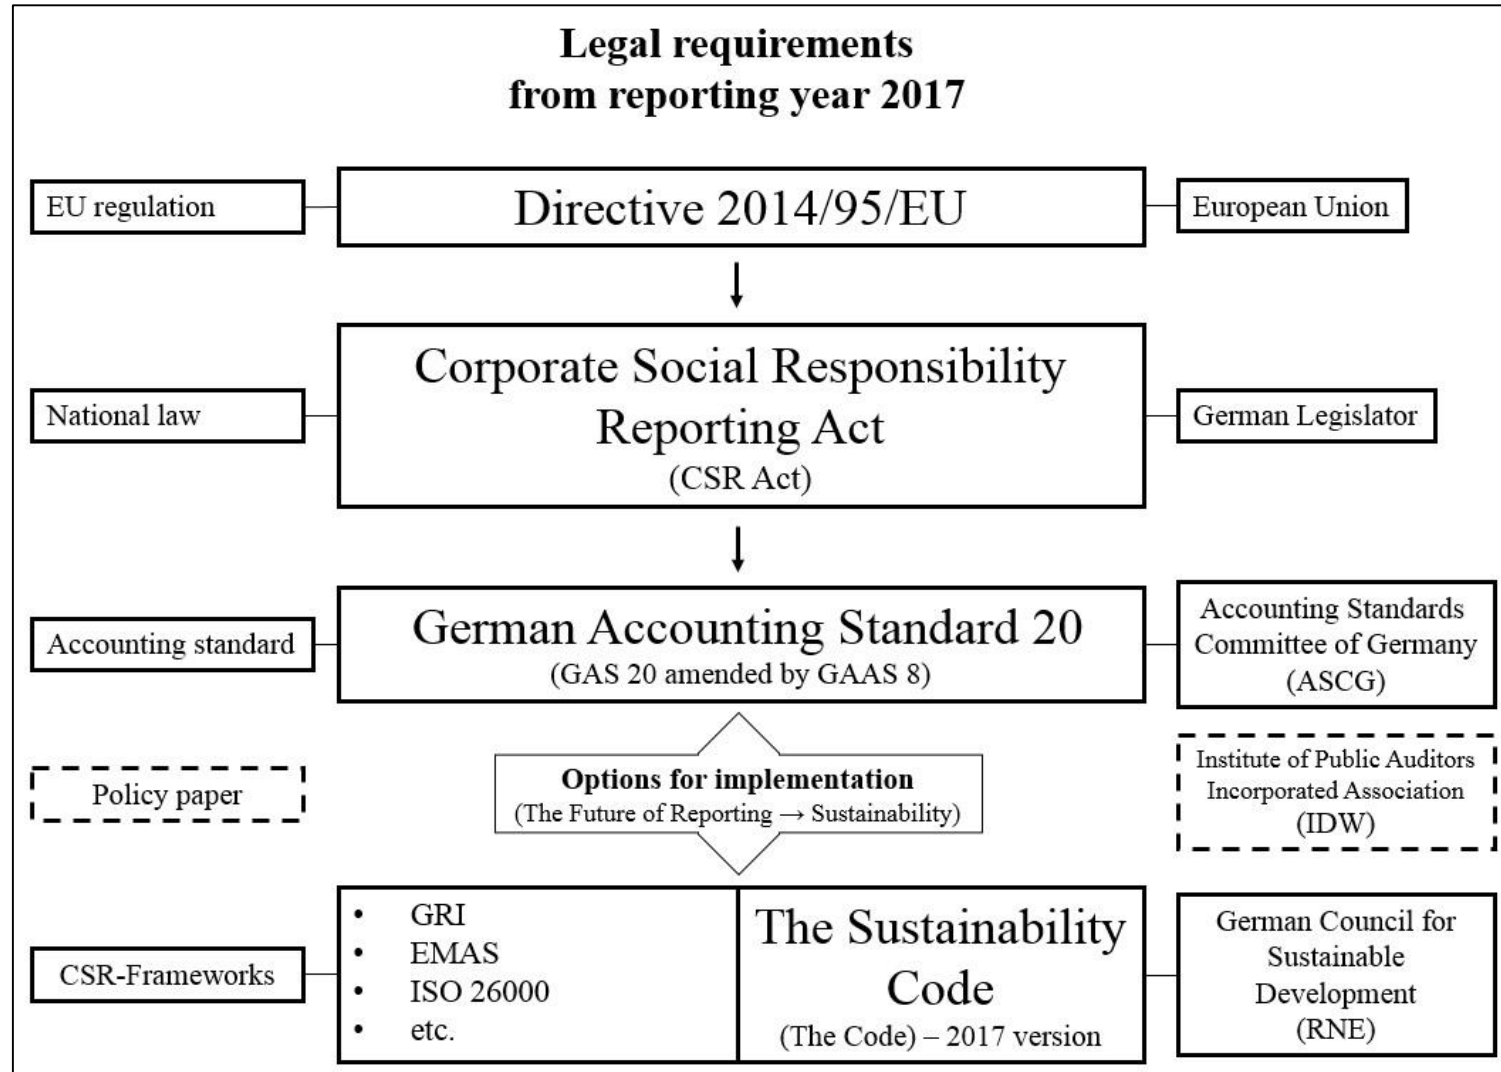 Legal requirements
from reporting year 2017
EU regulation
Directive 2014/95/EU
European Union
National law
Corporate Social Responsibility
Reporting Act
(CSR Act)
German Legislator
Accounting standard
German Accounting Standard 20
(GAS 20 amended by GAAS 8)
Accounting Standards
Committee of Germany
(ASCG)
Policy paper
Options for implementation
(The Future of Reporting → Sustainability)
Institute of Public Auditors
Incorporated Association
(IDW)
CSR-Frameworks
• GRI
• EMAS
• ISO 26000
• etc.
The Sustainability
Code
(The Code) – 2017 version
German Council for
Sustainable
Development
(RNE)